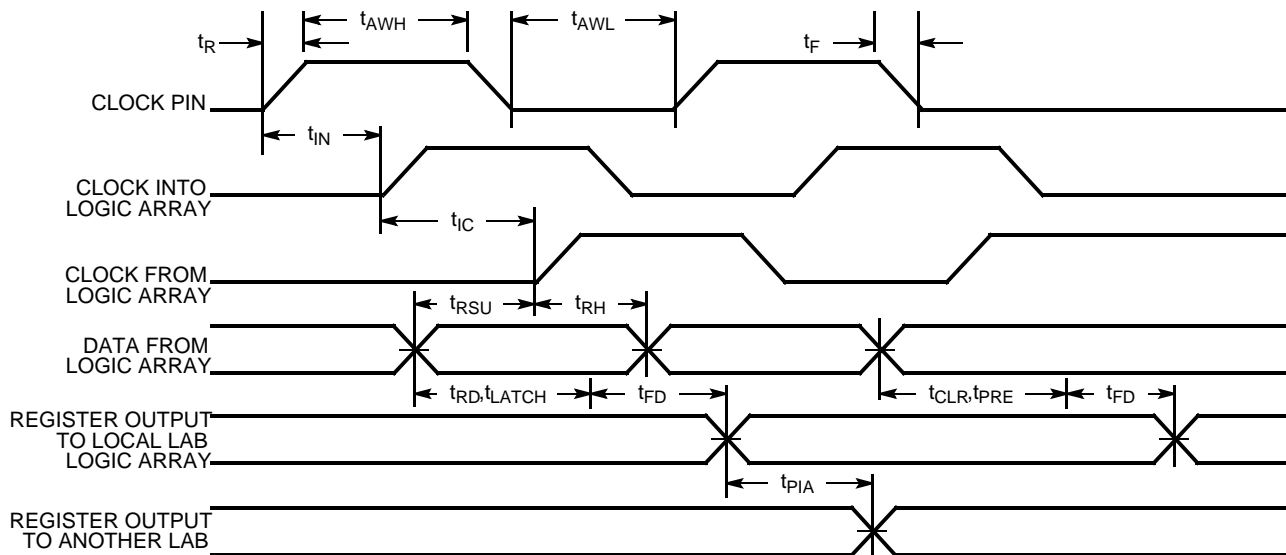 tR
tAWH
tAWL
tF
CLOCK PIN
tIN
CLOCK INTO
LOGIC ARRAY
tIC
CLOCK FROM
LOGIC ARRAY
tRSU
tRH
DATA FROM
LOGIC ARRAY
tRD,tLATCH
tFD
tCLR,tPRE
tFD
REGISTER OUTPUT
TO LOCAL LAB
LOGIC ARRAY
tPIA
REGISTER OUTPUT
TO ANOTHER LAB